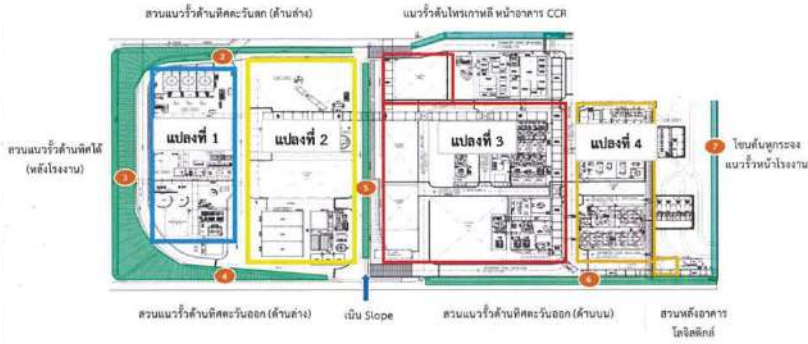 สวนแนวรั้วด้านทิศตะวันตก (ด้านล่าง)
แนวรั้วต้นไทรเกาหลี หน้าอาคาร CCR
2
แปลงที่ 1
แปลงที่ 2
แปลงที่ 3
แปลงที่ 4
สวนแนวรั้วด้านทิศใต้
(หลังโรงงาน)
3
5
7
โซนต้นหูกระจง
แนวรั้วหน้าโรงงาน
4
6
สวนแนวรั้วด้านทิศตะวันออก (ด้านล่าง)
เนิน Slope
สวนแนวรั้วด้านทิศตะวันออก (ด้านบน)
สวนหลังอาคาร
โลจิสติกส์